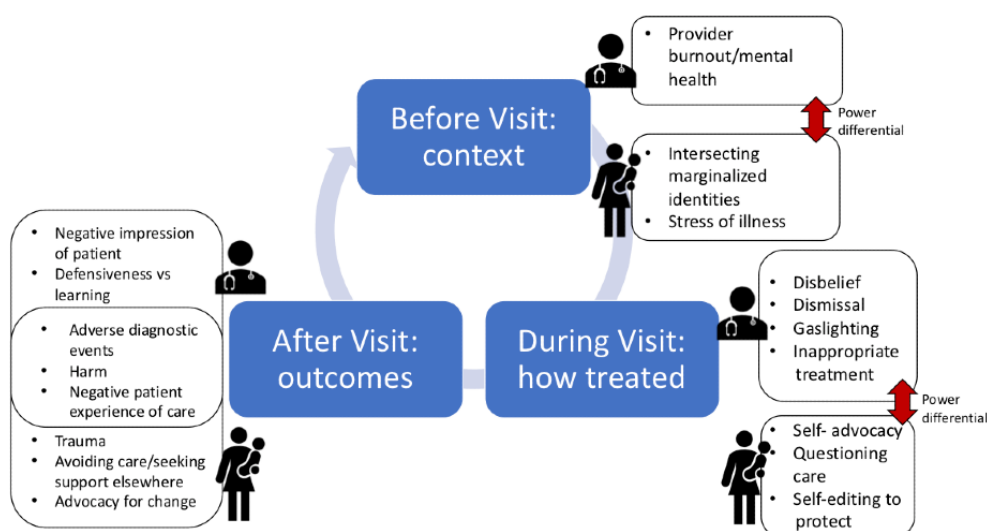 Before Visit:
context
• Provider
burnout/mental
health
Power
differential
• Intersecting
marginalized
identities
• Stress of illness
During Visit:
how treated
• Disbelief
• Dismissal
• Gaslighting
• Inappropriate
treatment
Power
differential
• Self- advocacy
• Questioning
care
• Self-editing to
protect
After Visit:
outcomes
• Negative impression
of patient
• Defensiveness vs
learning
• Adverse diagnostic
events
• Harm
• Negative patient
experience of care
• Trauma
• Avoiding care/seeking
support elsewhere
• Advocacy for change